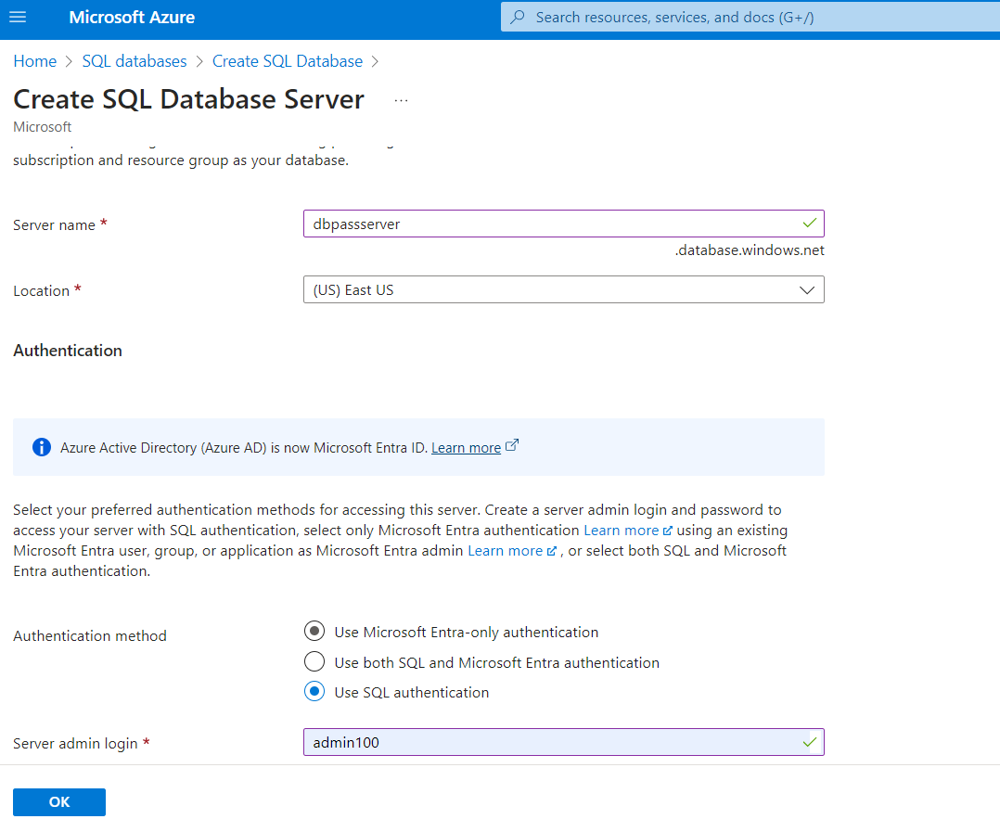 Microsoft Azure
Search resources, services, and docs (G+/)
Home > SQL databases > Create SQL Database >
Create SQL Database Server ...
Microsoft
subscription and resource group as your database.
Server name *
dbpassserver
.database.windows.net
Location *
(US) East US
Authentication
Azure Active Directory (Azure AD) is now Microsoft Entra ID. Learn more
Select your preferred authentication methods for accessing this server. Create a server admin login and password to
access your server with SQL authentication, select only Microsoft Entra authentication Learn more using an existing
Microsoft Entra user, group, or application as Microsoft Entra admin Learn more , or select both SQL and Microsoft
Entra authentication.
Authentication method
Use Microsoft Entra-only authentication
Use both SQL and Microsoft Entra authentication
Use SQL authentication
Server admin login *
admin100
OK